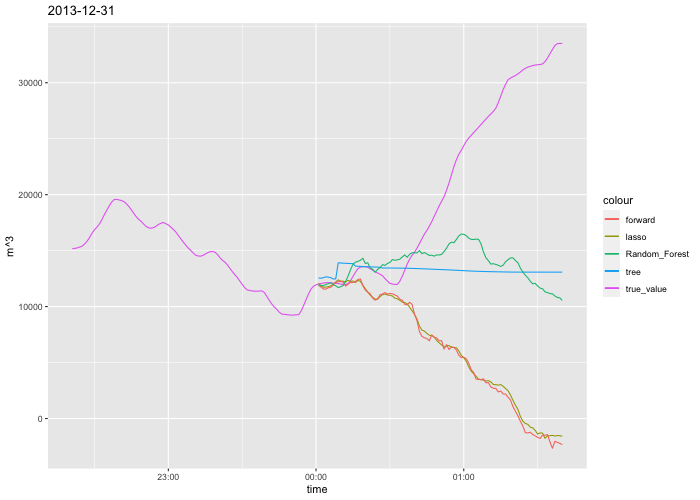 2013-12-31
m^3
30000
20000
10000
0
23:00
00:00
01:00
time
colour
forward
lasso
Random_Forest
tree
true_value